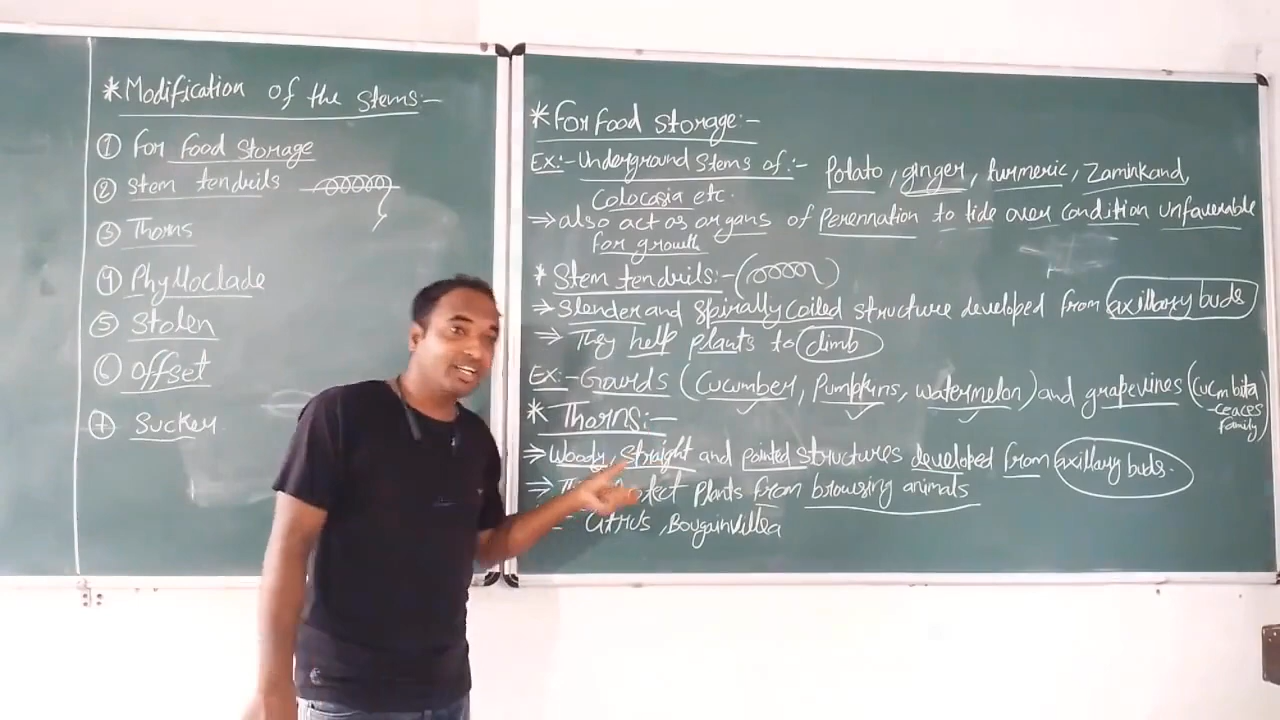 *Modification of the Stems:-
① For Food Storage
② Stem tendrils
③ Thorns
④ Phylloclade
⑤ Stolen
⑥ Offset
⑦ Sucker
*For food Storage:-
Ex:- Underground Stems of:- Potato, ginger, turmeric, Zaminkand,
Colocasia etc.
⇒ also act as organs of Perennation to tide over Condition Unfavorable
for growth
* Stem tendrils:-
⇒ Slender and Spirally Coiled structure developed from axillary buds
⇒ They help plants to climb
Ex:- Gourds (Cucumber, Pumpkins, watermelon) and grapevines (cucmbita
-ceaces
family)
* Thorns:-
⇒ Woody, Straight and pointed structures developed from axillary buds.
⇒ Plants from browsing animals
Citrus, Bougainvillea